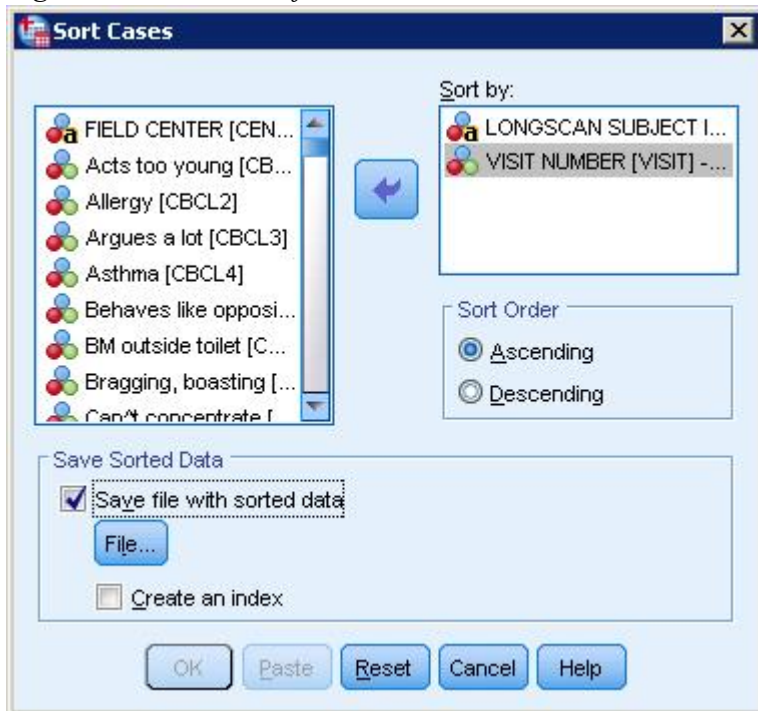 Sort Cases
Sort by:
FIELD CENTER [CEN...
Acts too young [CB...
Allergy [CBCL2]
Argues a lot [CBCL3]
Asthma [CBCL4]
Behaves like opposi...
BM outside toilet [C...
Bragging, boasting [...
Can't concentrate [
LONGSCAN SUBJECT I...
VISIT NUMBER [VISIT] -...
Sort Order
Ascending
Descending
Save Sorted Data
Save file with sorted data
File...
Create an index
OK Paste Reset Cancel Help